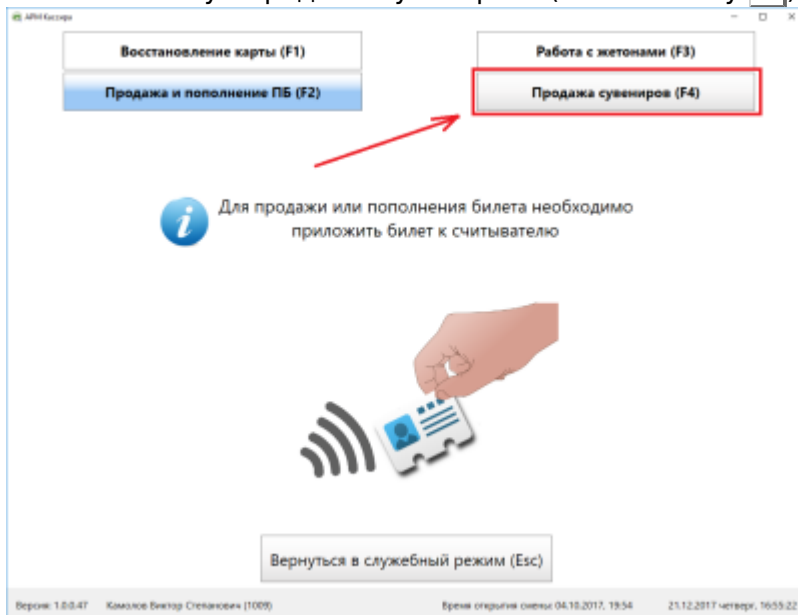 АРМ Кассира
Восстановление карты (F1)
Работа с жетонами (F3)
Продажа и пополнение ПБ (F2)
Продажа сувениров (F4)
Для продажи или пополнения билета необходимо
приложить билет к считывателю
Вернуться в служебный режим (Esc)
Версия: 1.0.0.47 Камолов Виктор Степанович (1009) Время открытия смены: 04.10.2017, 19:54 21.12.2017 четверг, 16:55:22